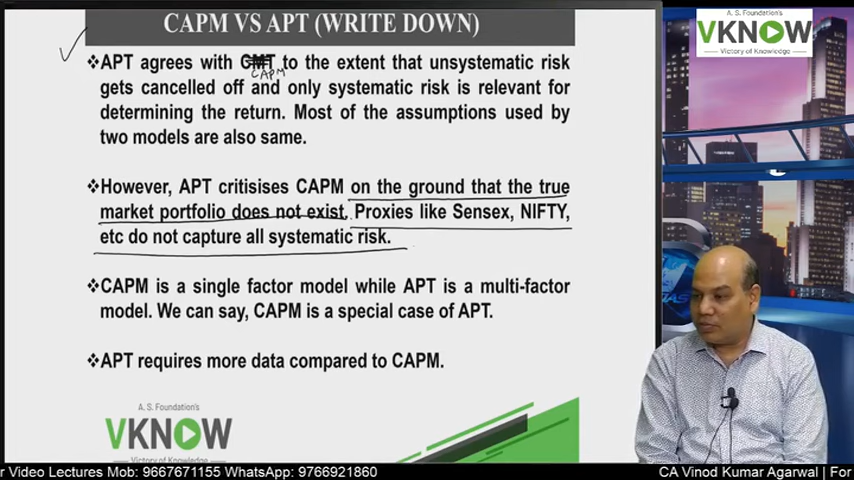 CAPM VS APT (WRITE DOWN)
A. S. Foundation's
VKNOW
Victory of Knowledge
❖APT agrees with CMT to the extent that unsystematic risk
CAPM
gets cancelled off and only systematic risk is relevant for
determining the return. Most of the assumptions used by
two models are also same.
❖However, APT critisises CAPM on the ground that the true
market portfolio does not exist. Proxies like Sensex, NIFTY,
etc do not capture all systematic risk.
❖CAPM is a single factor model while APT is a multi-factor
model. We can say, CAPM is a special case of APT.
❖APT requires more data compared to CAPM.
A. S. Foundation's
VKNOW
Victory of Knowledge
r Video Lectures Mob: 9667671155 WhatsApp: 9766921860
CA Vinod Kumar Agarwal | For